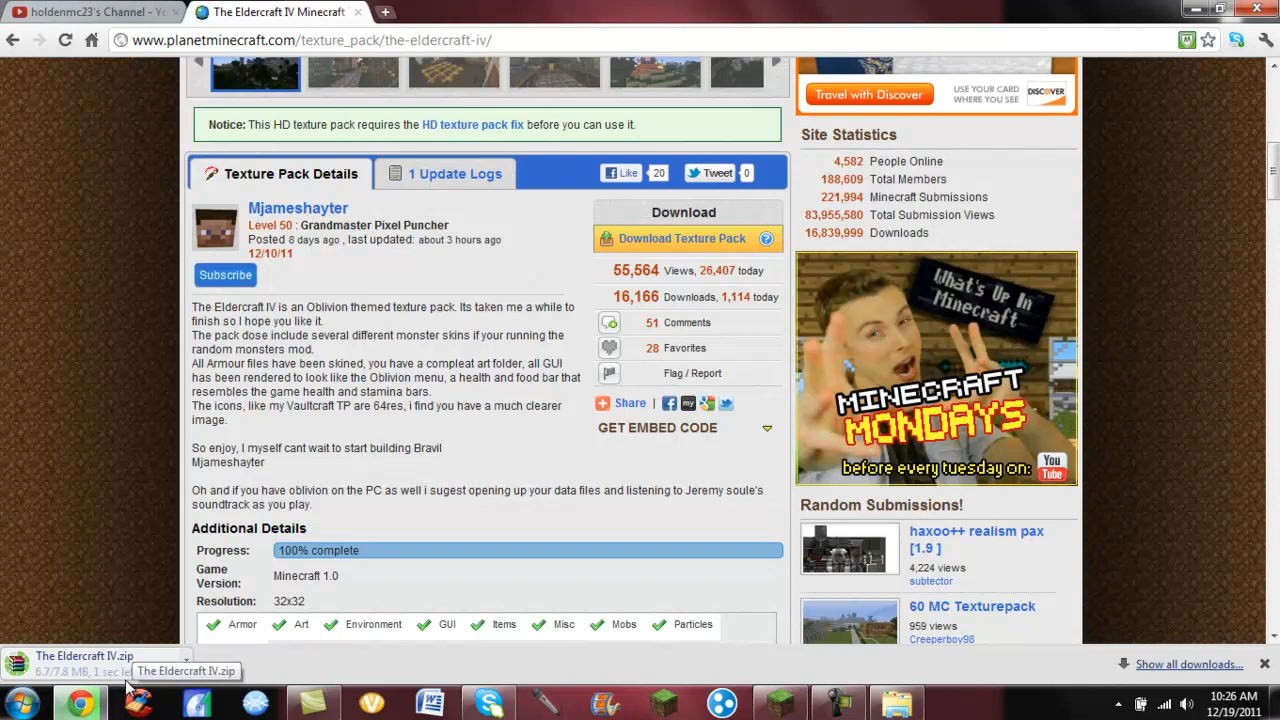 holdenmc23's Channel - You
The Eldercraft IV Minecraft
www.planetminecraft.com/texture_pack/the-eldercraft-iv/
Travel with Discover
USE YOUR CARD
WHERE YOU SEE
DISCOVER
Notice: This HD texture pack requires the HD texture pack fix before you can use it.
Texture Pack Details
1 Update Logs
Like 20
Tweet 0
Mjameshayter
Level 50 : Grandmaster Pixel Puncher
Posted 8 days ago , last updated: about 3 hours ago
12/10/11
Subscribe
Download
Download Texture Pack ?
55,564 Views, 26,407 today
16,166 Downloads, 1,114 today
51 Comments
28 Favorites
Flag / Report
Share |
GET EMBED CODE
The Eldercraft IV is an Oblivion themed texture pack. Its taken me a while to
finish so I hope you like it.
The pack dose include several different monster skins if your running the
random monsters mod.
All Armour files have been skined, you have a compleat art folder, all GUI
has been rendered to look like the Oblivion menu, a health and food bar that
resembles the game health and stamina bars.
The icons, like my Vaultcraft TP are 64res, i find you have a much clearer
image.
So enjoy, I myself cant wait to start building Bravil
Mjameshayter
Oh and if you have oblivion on the PC as well i sugest opening up your data files and listening to Jeremy soule's
soundtrack as you play.
Additional Details
Progress: 100% complete
Game
Version: Minecraft 1.0
Resolution: 32x32
Armor Art Environment GUI Items Misc Mobs Particles
Site Statistics
4,582 People Online
188,609 Total Members
221,994 Minecraft Submissions
83,955,580 Total Submission Views
16,839,999 Downloads
What's Up In
Minecraft
MINECRAFT
MONDAYS
before every tuesday on:
You
Tube
Random Submissions!
haxoo++ realism pax
[1.9 ]
4,224 views
subtector
60 MC Texturepack
959 views
Creeperboy98
The Eldercraft IV.zip
6.7/7.8 MB, 1 sec le
The Eldercraft IV.zip
Show all downloads...
10:26 AM
12/19/2011